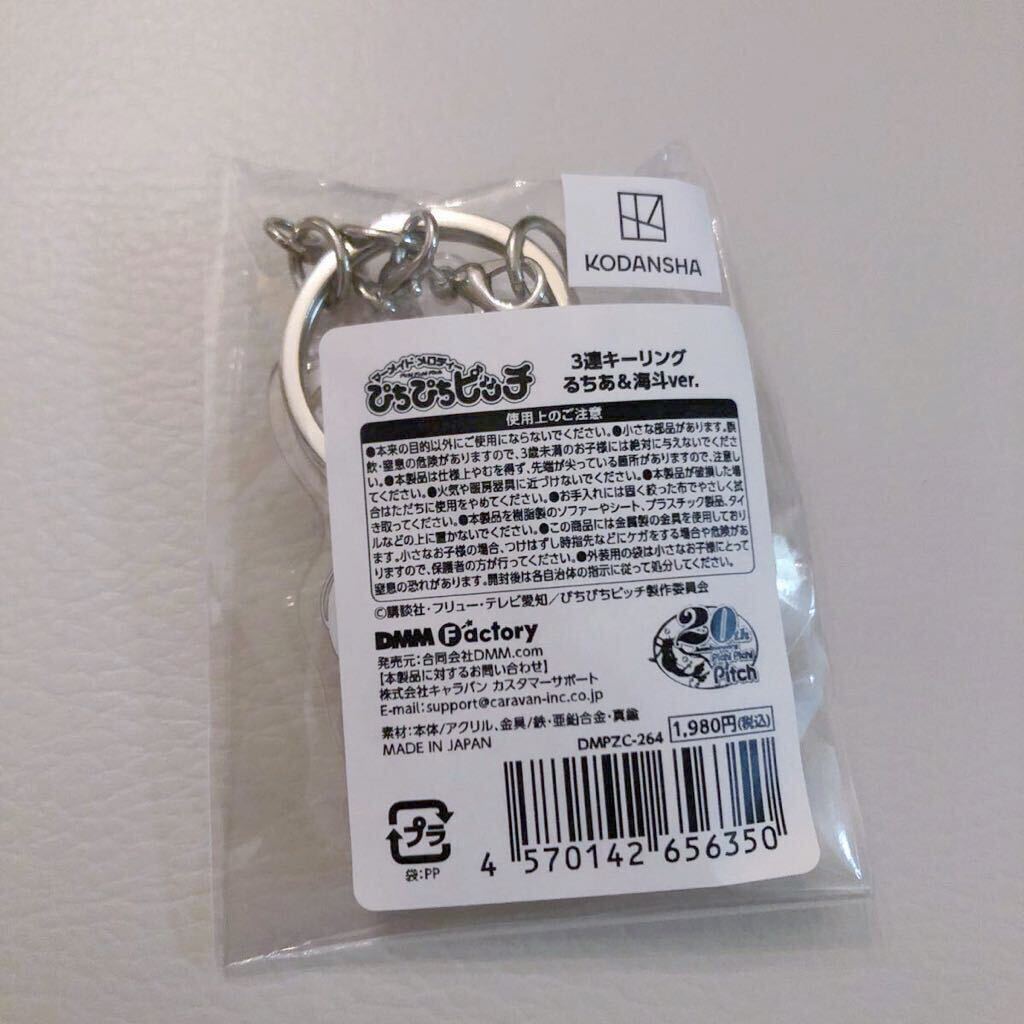 KODANSHA
マーメイド メロディー
ぴちぴちピッチ
3連キーリング
るちあ&海斗ver.
使用上のご注意
●本来の目的以外にご使用にならないでください。●小さな部品があります。誤
飲・窒息の危険がありますので、3歳未満のお子様には絶対に与えないでくださ
い。●本製品は仕様上やむを得ず、先端が尖っている箇所がありますので、注意し
てください。●火気や暖房器具に近づけないでください。●本製品が破損した場
合はただちに使用をやめてください。●お手入れには固く絞った布でやさしく拭
き取ってください。●本製品を樹脂製のソファーやシート、プラスチック製品、タイ
ルなどの上に置かないでください。●この商品には金属製の金具を使用しており
ます。小さなお子様の場合、つけはずし時指先などにケガをする場合や危険があ
りますので、保護者の方が行ってください。●外装用の袋は小さなお子様にとって
窒息の恐れがあります。開封後は各自治体の指示に従って処分してください。
©講談社・フリュー・テレビ愛知/ぴちぴちピッチ製作委員会
DMM Factory
20th
Pichi Pichi
Pitch
発売元:合同会社DMM.com
【本製品に対するお問い合わせ】
株式会社キャラバン カスタマーサポート
E-mail:support@caravan-inc.co.jp
素材:本体/アクリル、金具/鉄・亜鉛合金・真鍮
MADE IN JAPAN
DMPZC-264
1,980円(税込)
プラ
袋:PP
4 570142 656350